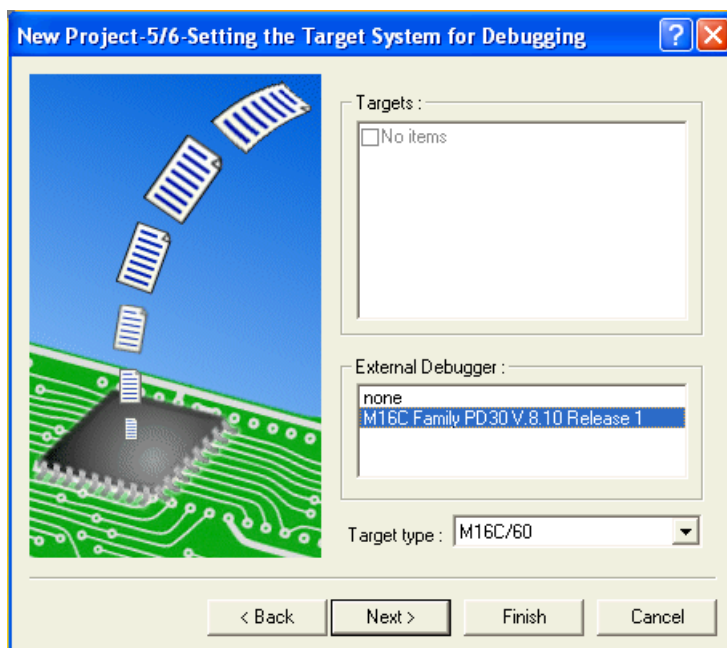 New Project-5/6-Setting the Target System for Debugging
Targets :
No items
External Debugger :
none
M16C Family PD30 V.8.10 Release 1
Target type : M16C/60
< Back Next > Finish Cancel